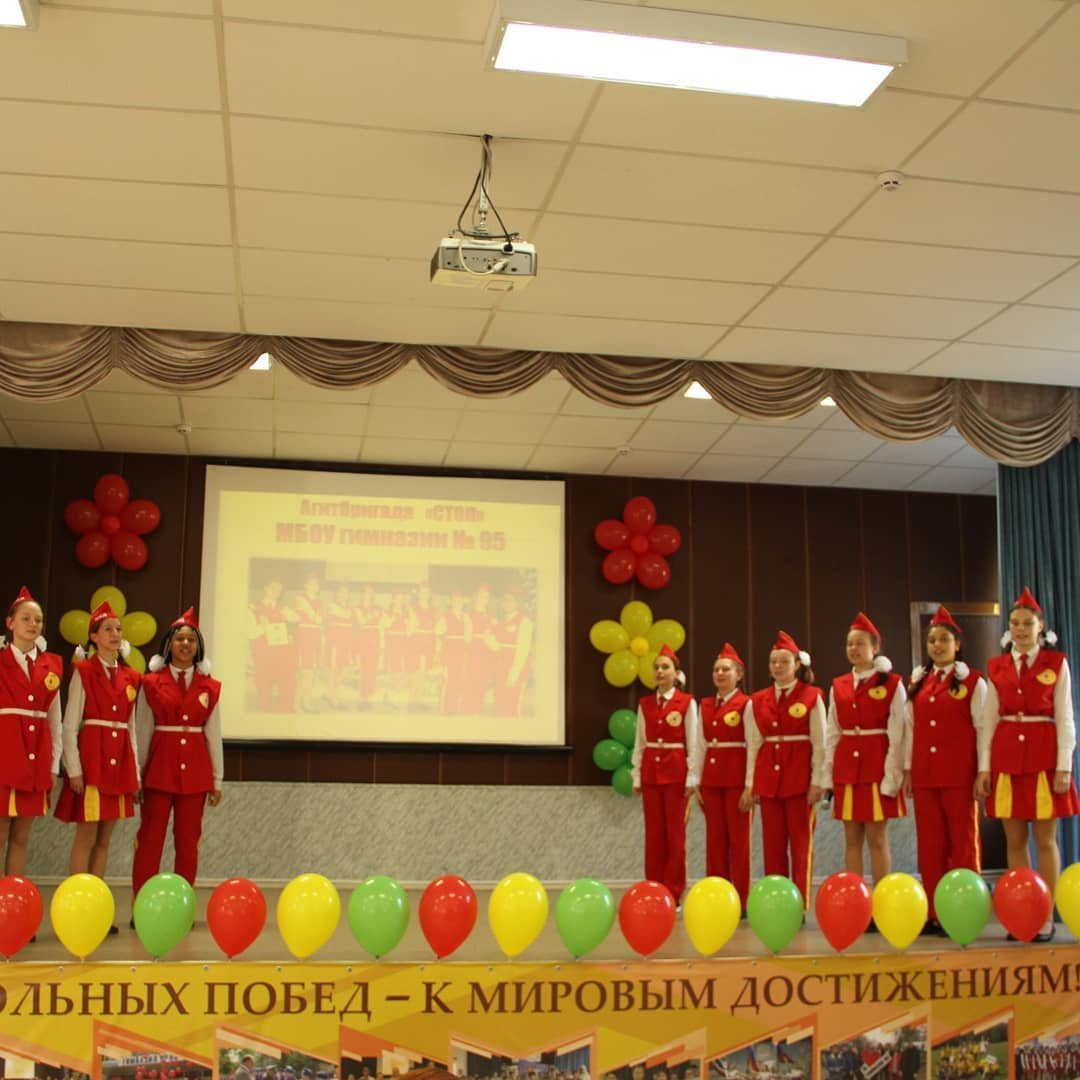 Агитбригада «СТОП»
МБОУ гимназии № 95
ОЛЬНЫХ ПОБЕД – К МИРОВЫМ ДОСТИЖЕНИЯМ!